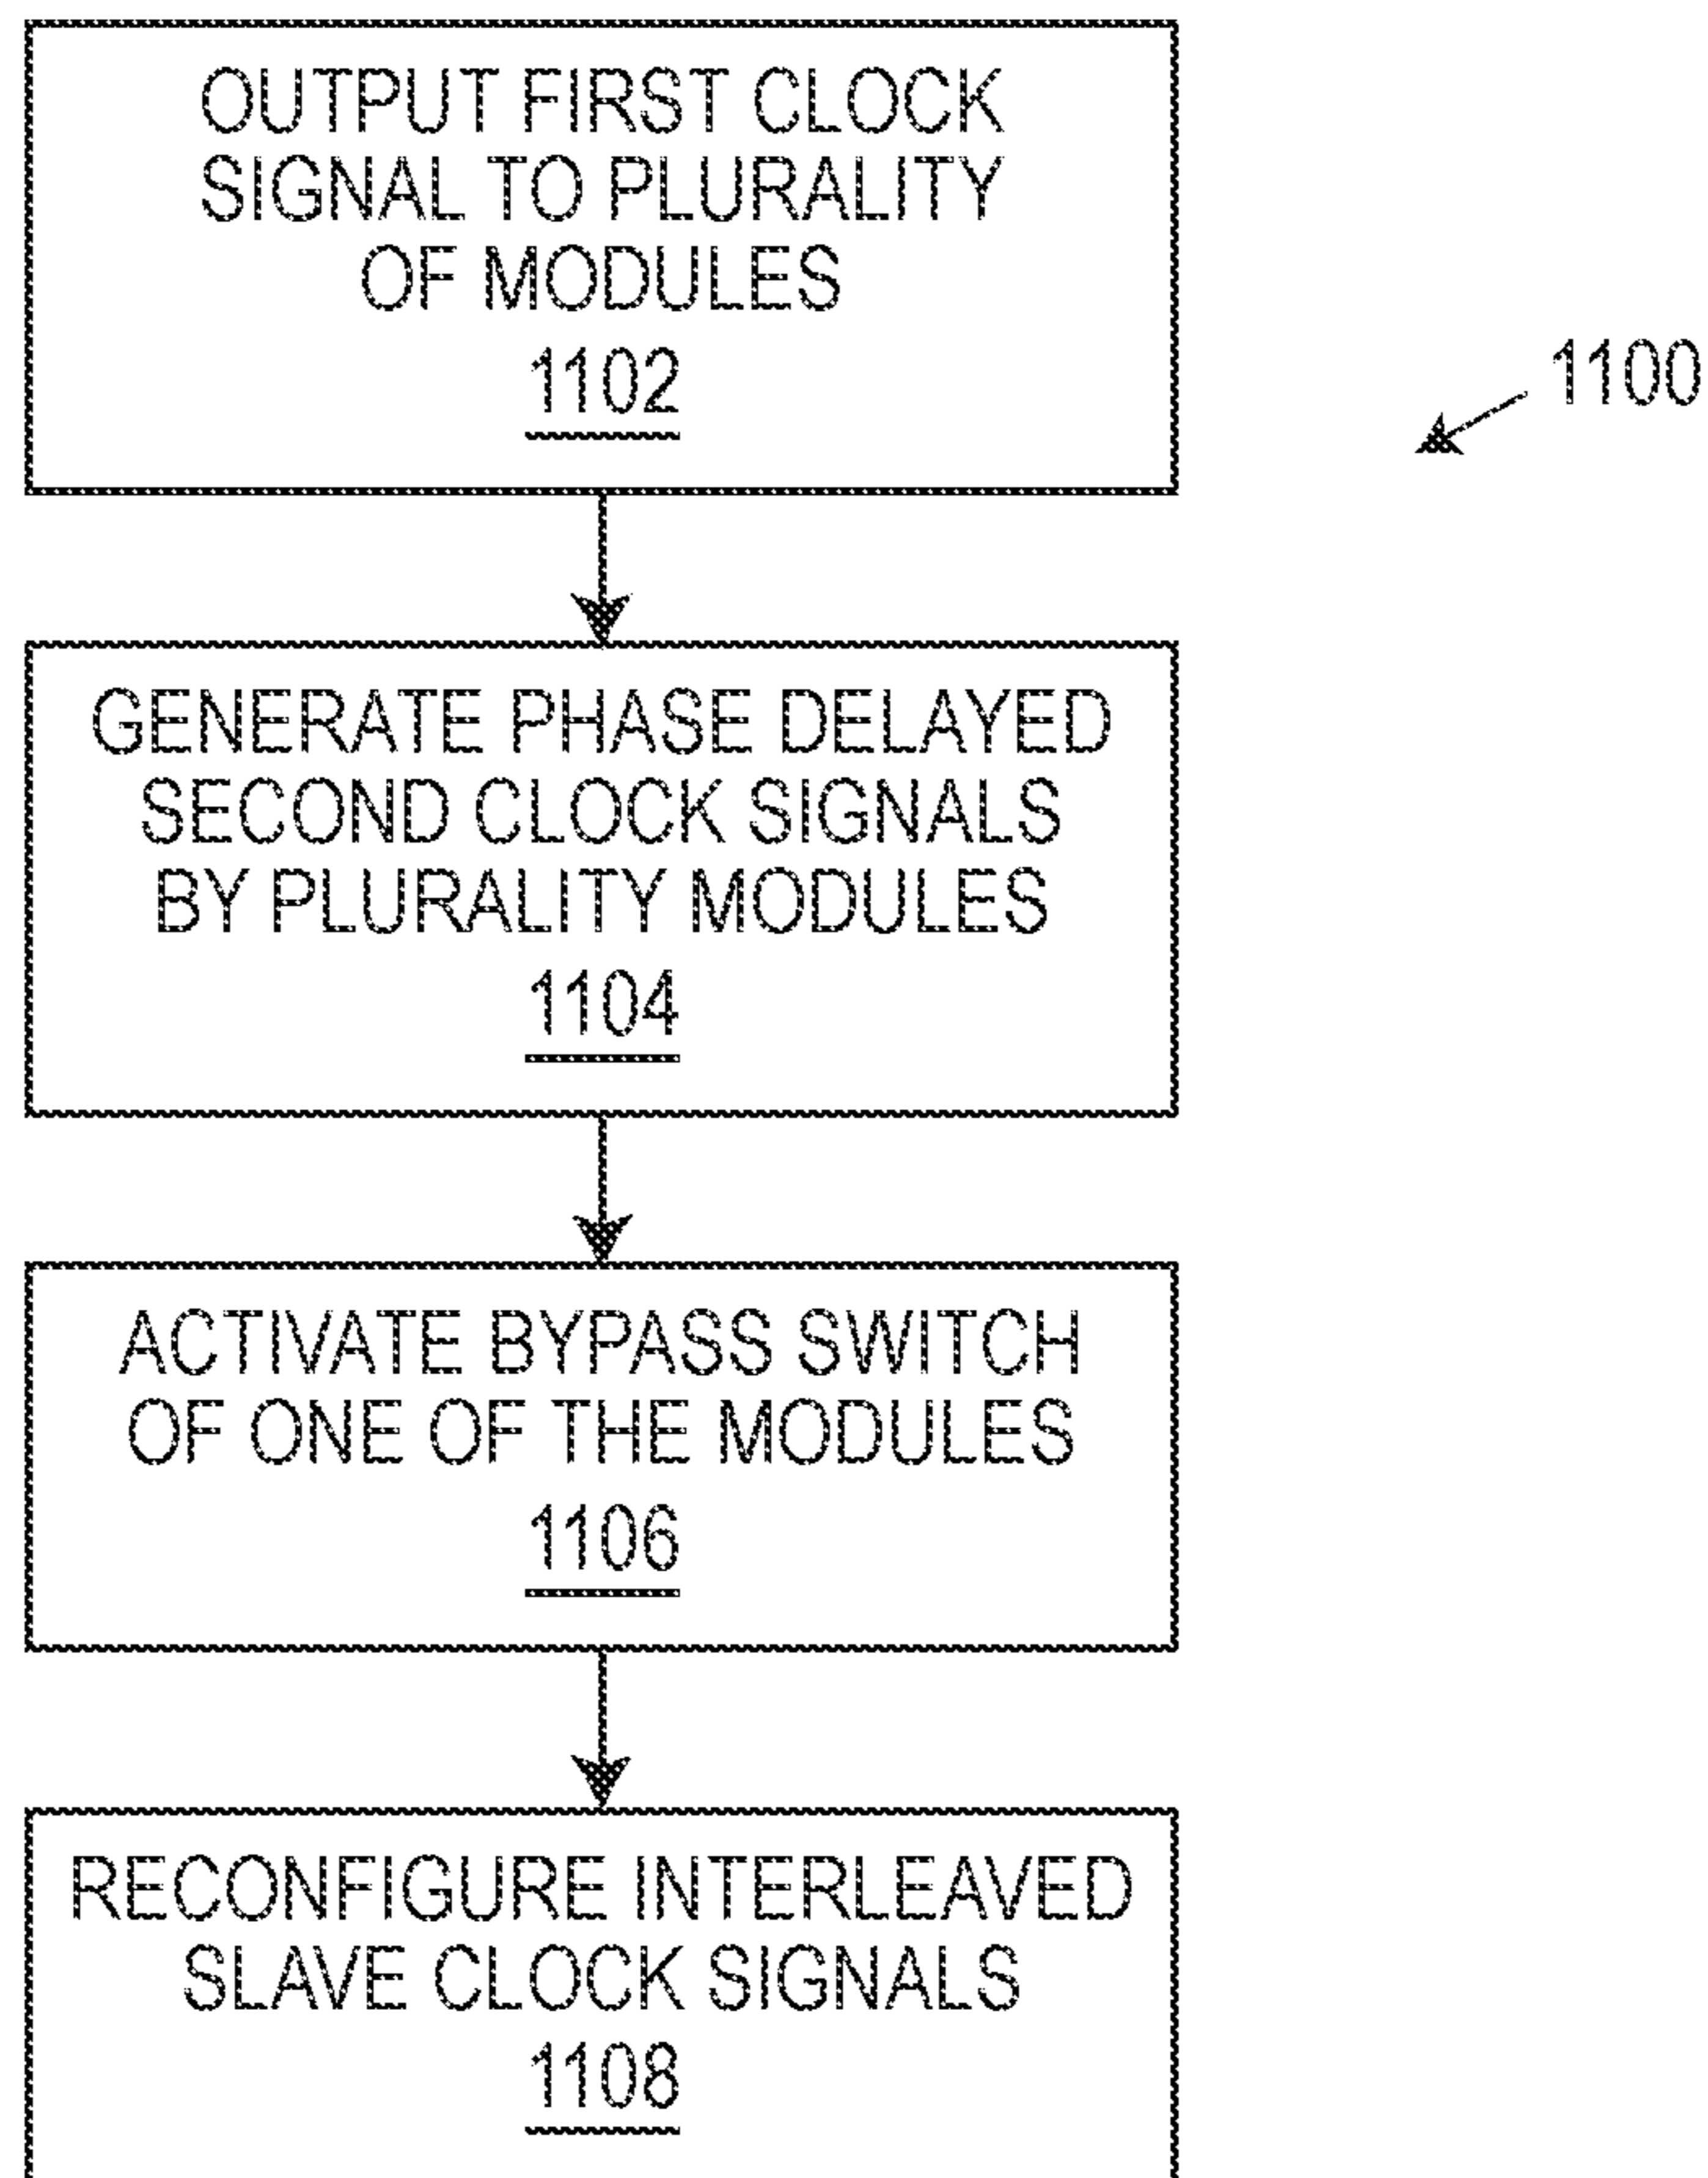 OUTPUT FIRST CLOCK
SIGNAL TO PLURALITY
OF MODULES
1102
1100
GENERATE PHASE DELAYED
SECOND CLOCK SIGNALS
BY PLURALITY MODULES
1104
ACTIVATE BYPASS SWITCH
OF ONE OF THE MODULES
1106
RECONFIGURE INTERLEAVED
SLAVE CLOCK SIGNALS
1108